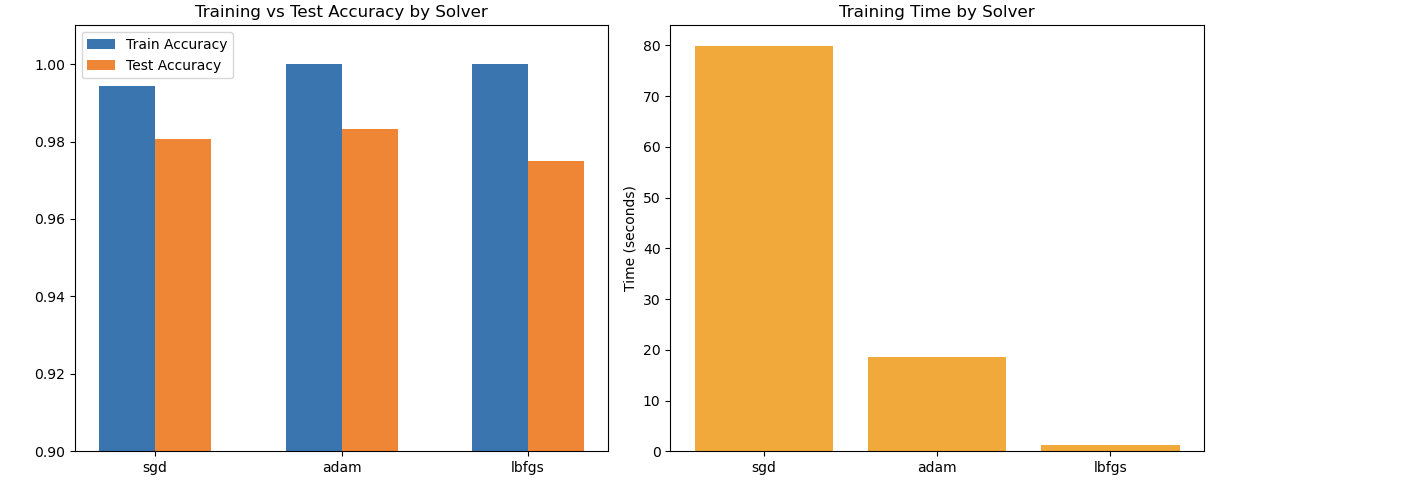 Training vs Test Accuracy by Solver
Train Accuracy
Test Accuracy
1.00
0.98
0.96
0.94
0.92
0.90
sgd adam lbfgs
Training Time by Solver
Time (seconds)
80
70
60
50
40
30
20
10
0
sgd adam lbfgs